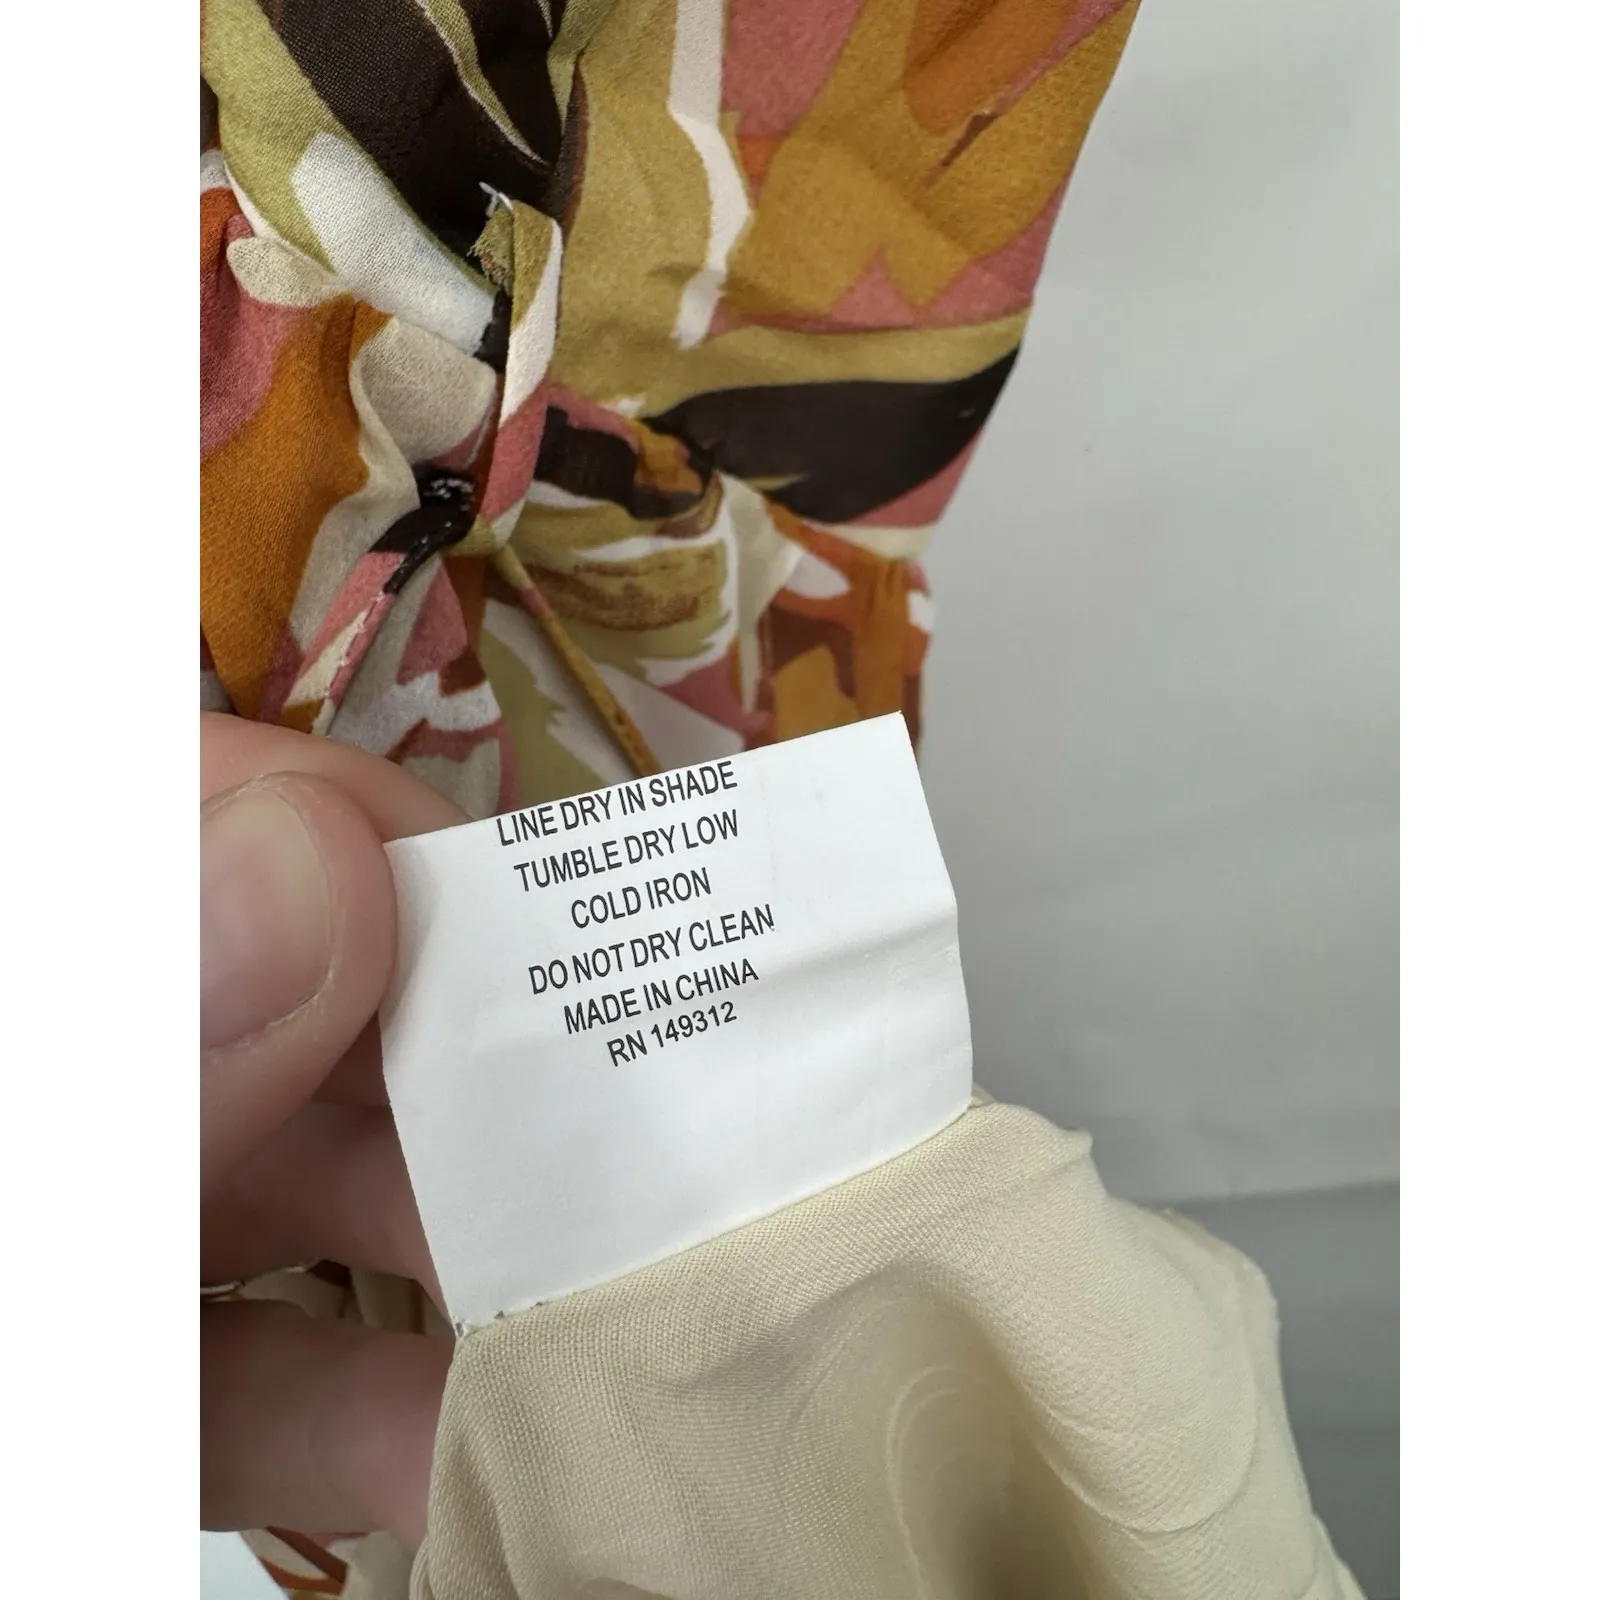 LINE DRY IN SHADE
TUMBLE DRY LOW
COLD IRON
DO NOT DRY CLEAN
MADE IN CHINA
RN 149312